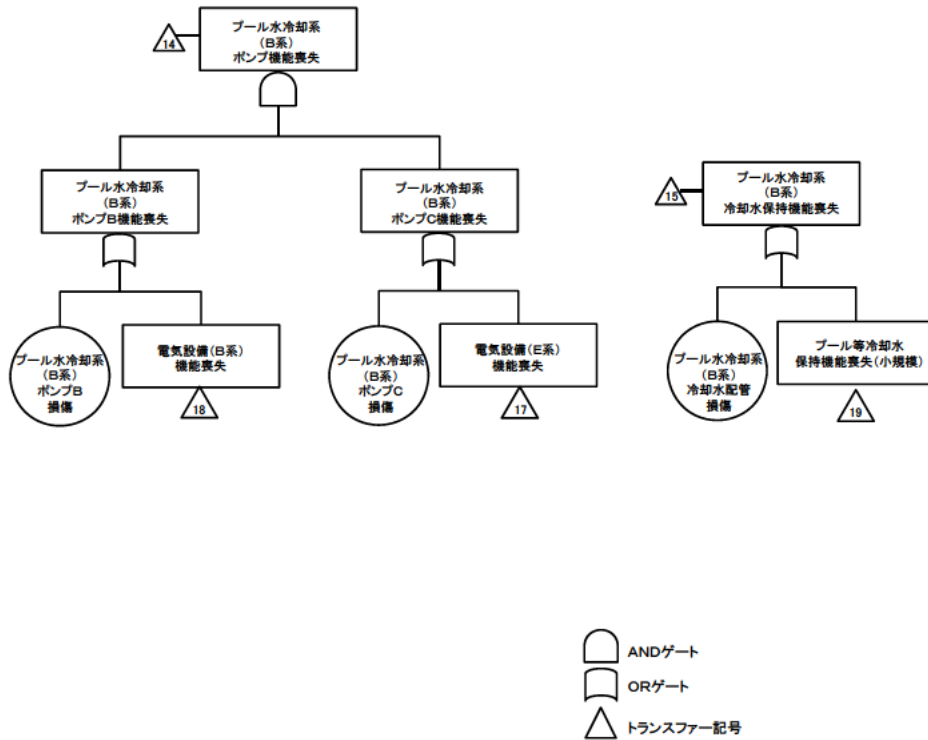 14
プール水冷却系
(B系)
ポンプ機能喪失
プール水冷却系
(B系)
ポンプB機能喪失
プール水冷却系
(B系)
ポンプB
損傷
電気設備(B系)
機能喪失
18
プール水冷却系
(B系)
ポンプC機能喪失
プール水冷却系
(B系)
ポンプC
損傷
電気設備(E系)
機能喪失
17
15
プール水冷却系
(B系)
冷却水保持機能喪失
プール水冷却系
(B系)
冷却水配管
損傷
プール等冷却水
保持機能喪失(小規模)
19
ANDゲート
ORゲート
トランスファー記号